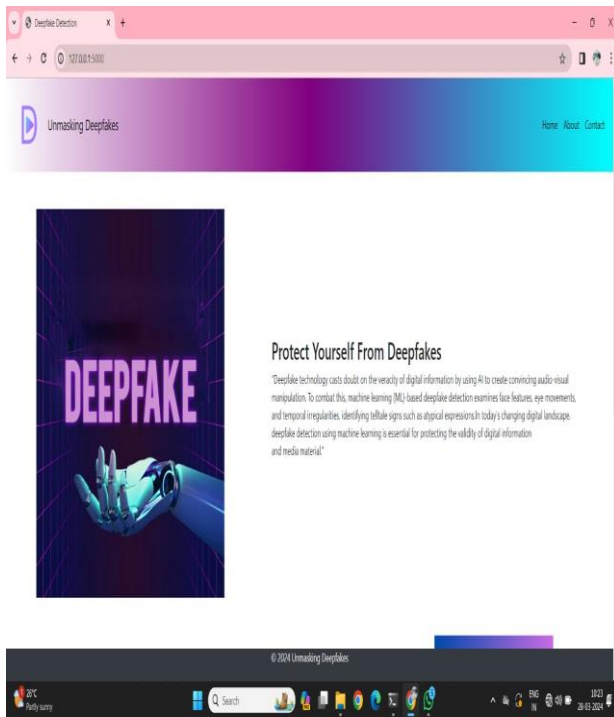 Deepfake Detection
127.0.0.1:5000
Unmasking Deepfakes
Home About Contact
DEEPFAKE
Protect Yourself From Deepfakes
"Deepfake technology casts doubt on the veracity of digital information by using AI to create convincing audio-visual
manipulation. To combat this, machine learning (ML)-based deepfake detection examines face features, eye movements,
and temporal irregularities, identifying telltale signs such as atypical expressions.In today's changing digital landscape,
deepfake detection using machine learning is essential for protecting the validity of digital information
and media material."
© 2024 Unmasking Deepfakes
26°C
Partly sunny
Search
ENG
IN
10:23
28-03-2024